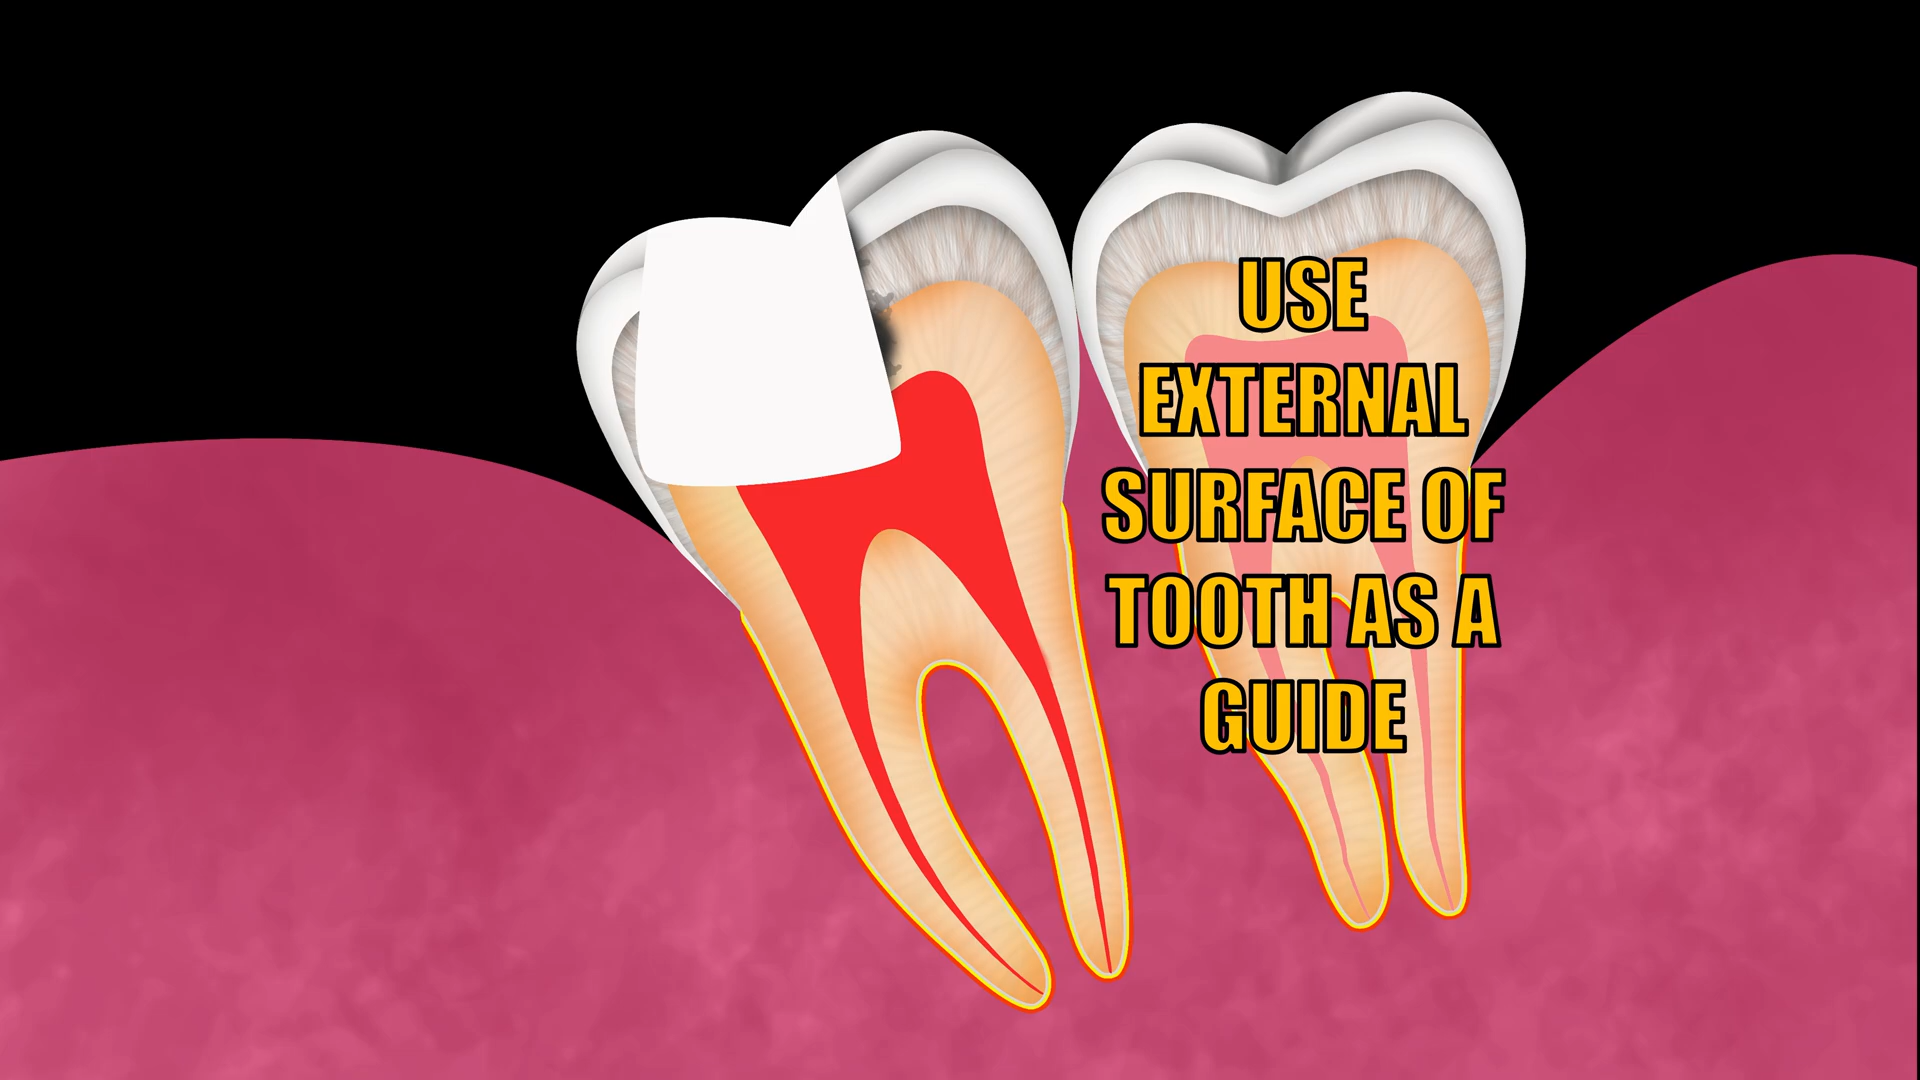 USE
EXTERNAL
SURFACE OF
TOOTH AS A
GUIDE